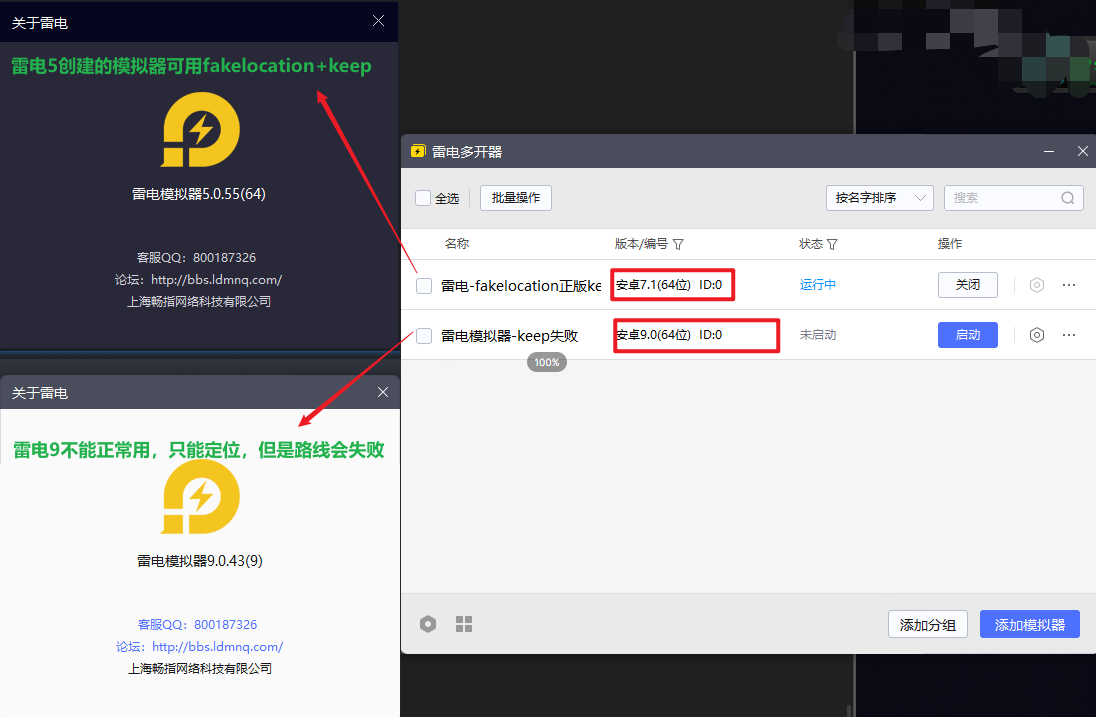 关于雷电
雷电5创建的模拟器可用fakelocation+keep
雷电模拟器5.0.55(64)
客服QQ：800187326
论坛：http://bbs.ldmnq.com/
上海畅指网络科技有限公司
关于雷电
雷电9不能正常用，只能定位，但是路线会失败
雷电模拟器9.0.43(9)
客服QQ：800187326
论坛：http://bbs.ldmnq.com/
上海畅指网络科技有限公司
雷电多开器
全选 批量操作 按名字排序 搜索
名称 版本/编号 状态 操作
雷电-fakelocation正版ke 安卓7.1(64位) ID:0 运行中 关闭
雷电模拟器-keep失败 安卓9.0(64位) ID:0 未启动 启动
100%
添加分组 添加模拟器